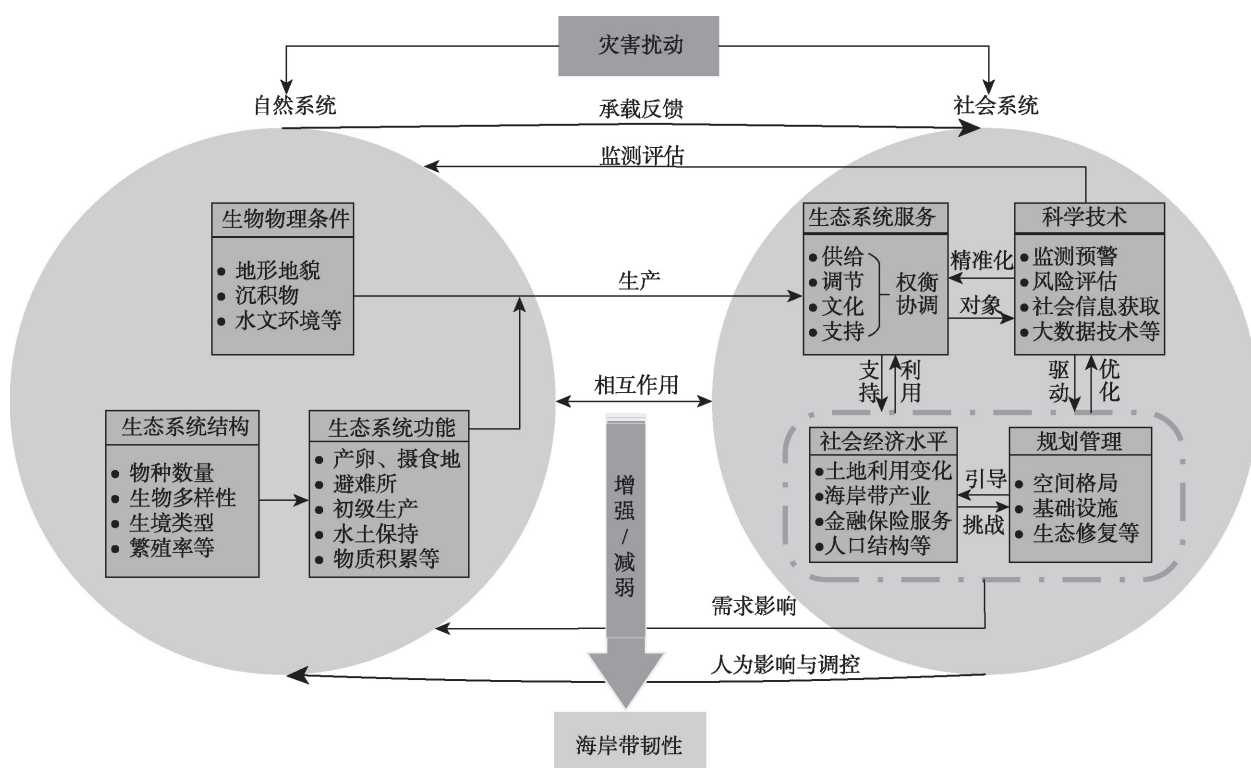 灾害扰动
自然系统
社会系统
承载反馈
监测评估
生物物理条件
• 地形地貌
• 沉积物
• 水文环境等
生态系统结构
• 物种数量
• 生物多样性
• 生境类型
• 繁殖率等
生态系统功能
• 产卵、摄食地
• 避难所
• 初级生产
• 水土保持
• 物质积累等
生产
相互作用
增强/减弱
生态系统服务
•供给
•调节
•文化
•支持
权衡
协调
精准化
对象
科学技术
•监测预警
•风险评估
•社会信息获取
•大数据技术等
支持
利用
驱动
优化
社会经济水平
•土地利用变化
•海岸带产业
•金融保险服务
•人口结构等
引导
挑战
规划管理
• 空间格局
• 基础设施
• 生态修复等
需求影响
人为影响与调控
海岸带韧性